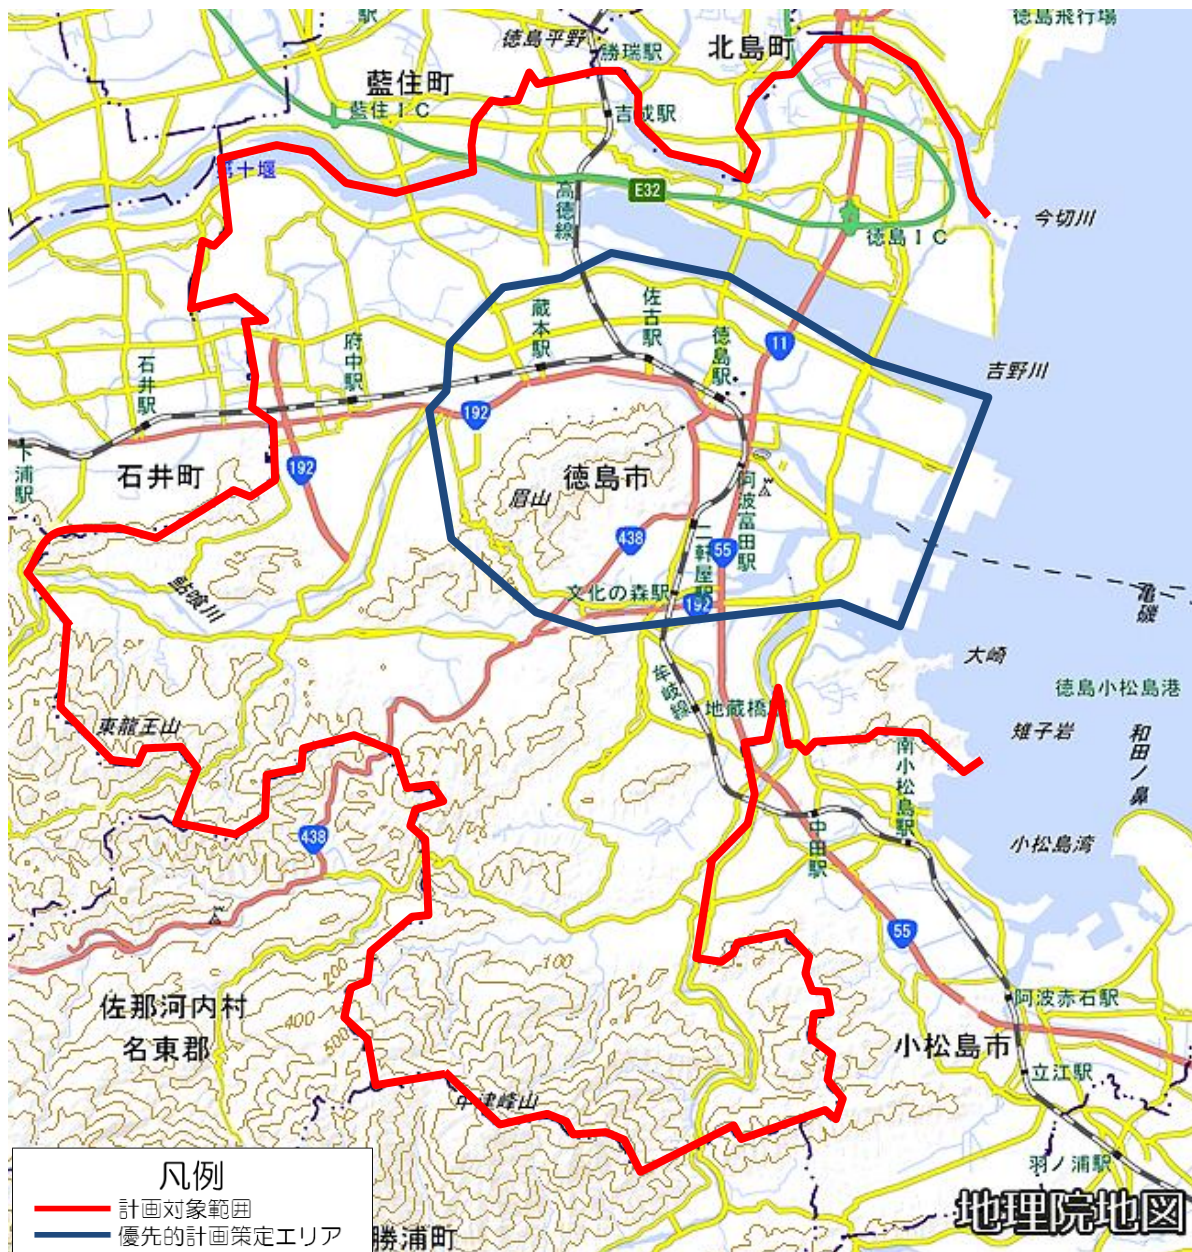 駅
徳島平野
勝瑞駅
北島町
徳島飛行場
藍住町
藍住IC
吉成駅
第十堰
高徳線
E32
徳島IC
今切川
蔵本駅
佐古駅
徳島駅
11
吉野川
石井駅
府中駅
192
192
石井町
下浦駅
徳島市
眉山
阿波富田駅
438
二軒屋駅
55
鮎喰川
文化の森駅
192
亀磯
大崎
牟岐線
地蔵橋
徳島小松島港
東龍王山
雉子岩
和田ノ鼻
南小松島駅
438
中田駅
小松島湾
55
200
100
400
500
佐那河内村
名東郡
阿波赤石駅
小松島市
立江駅
中津峰山
羽ノ浦駅
凡例
計画対象範囲
優先的計画策定エリア
勝浦町
地理院地図